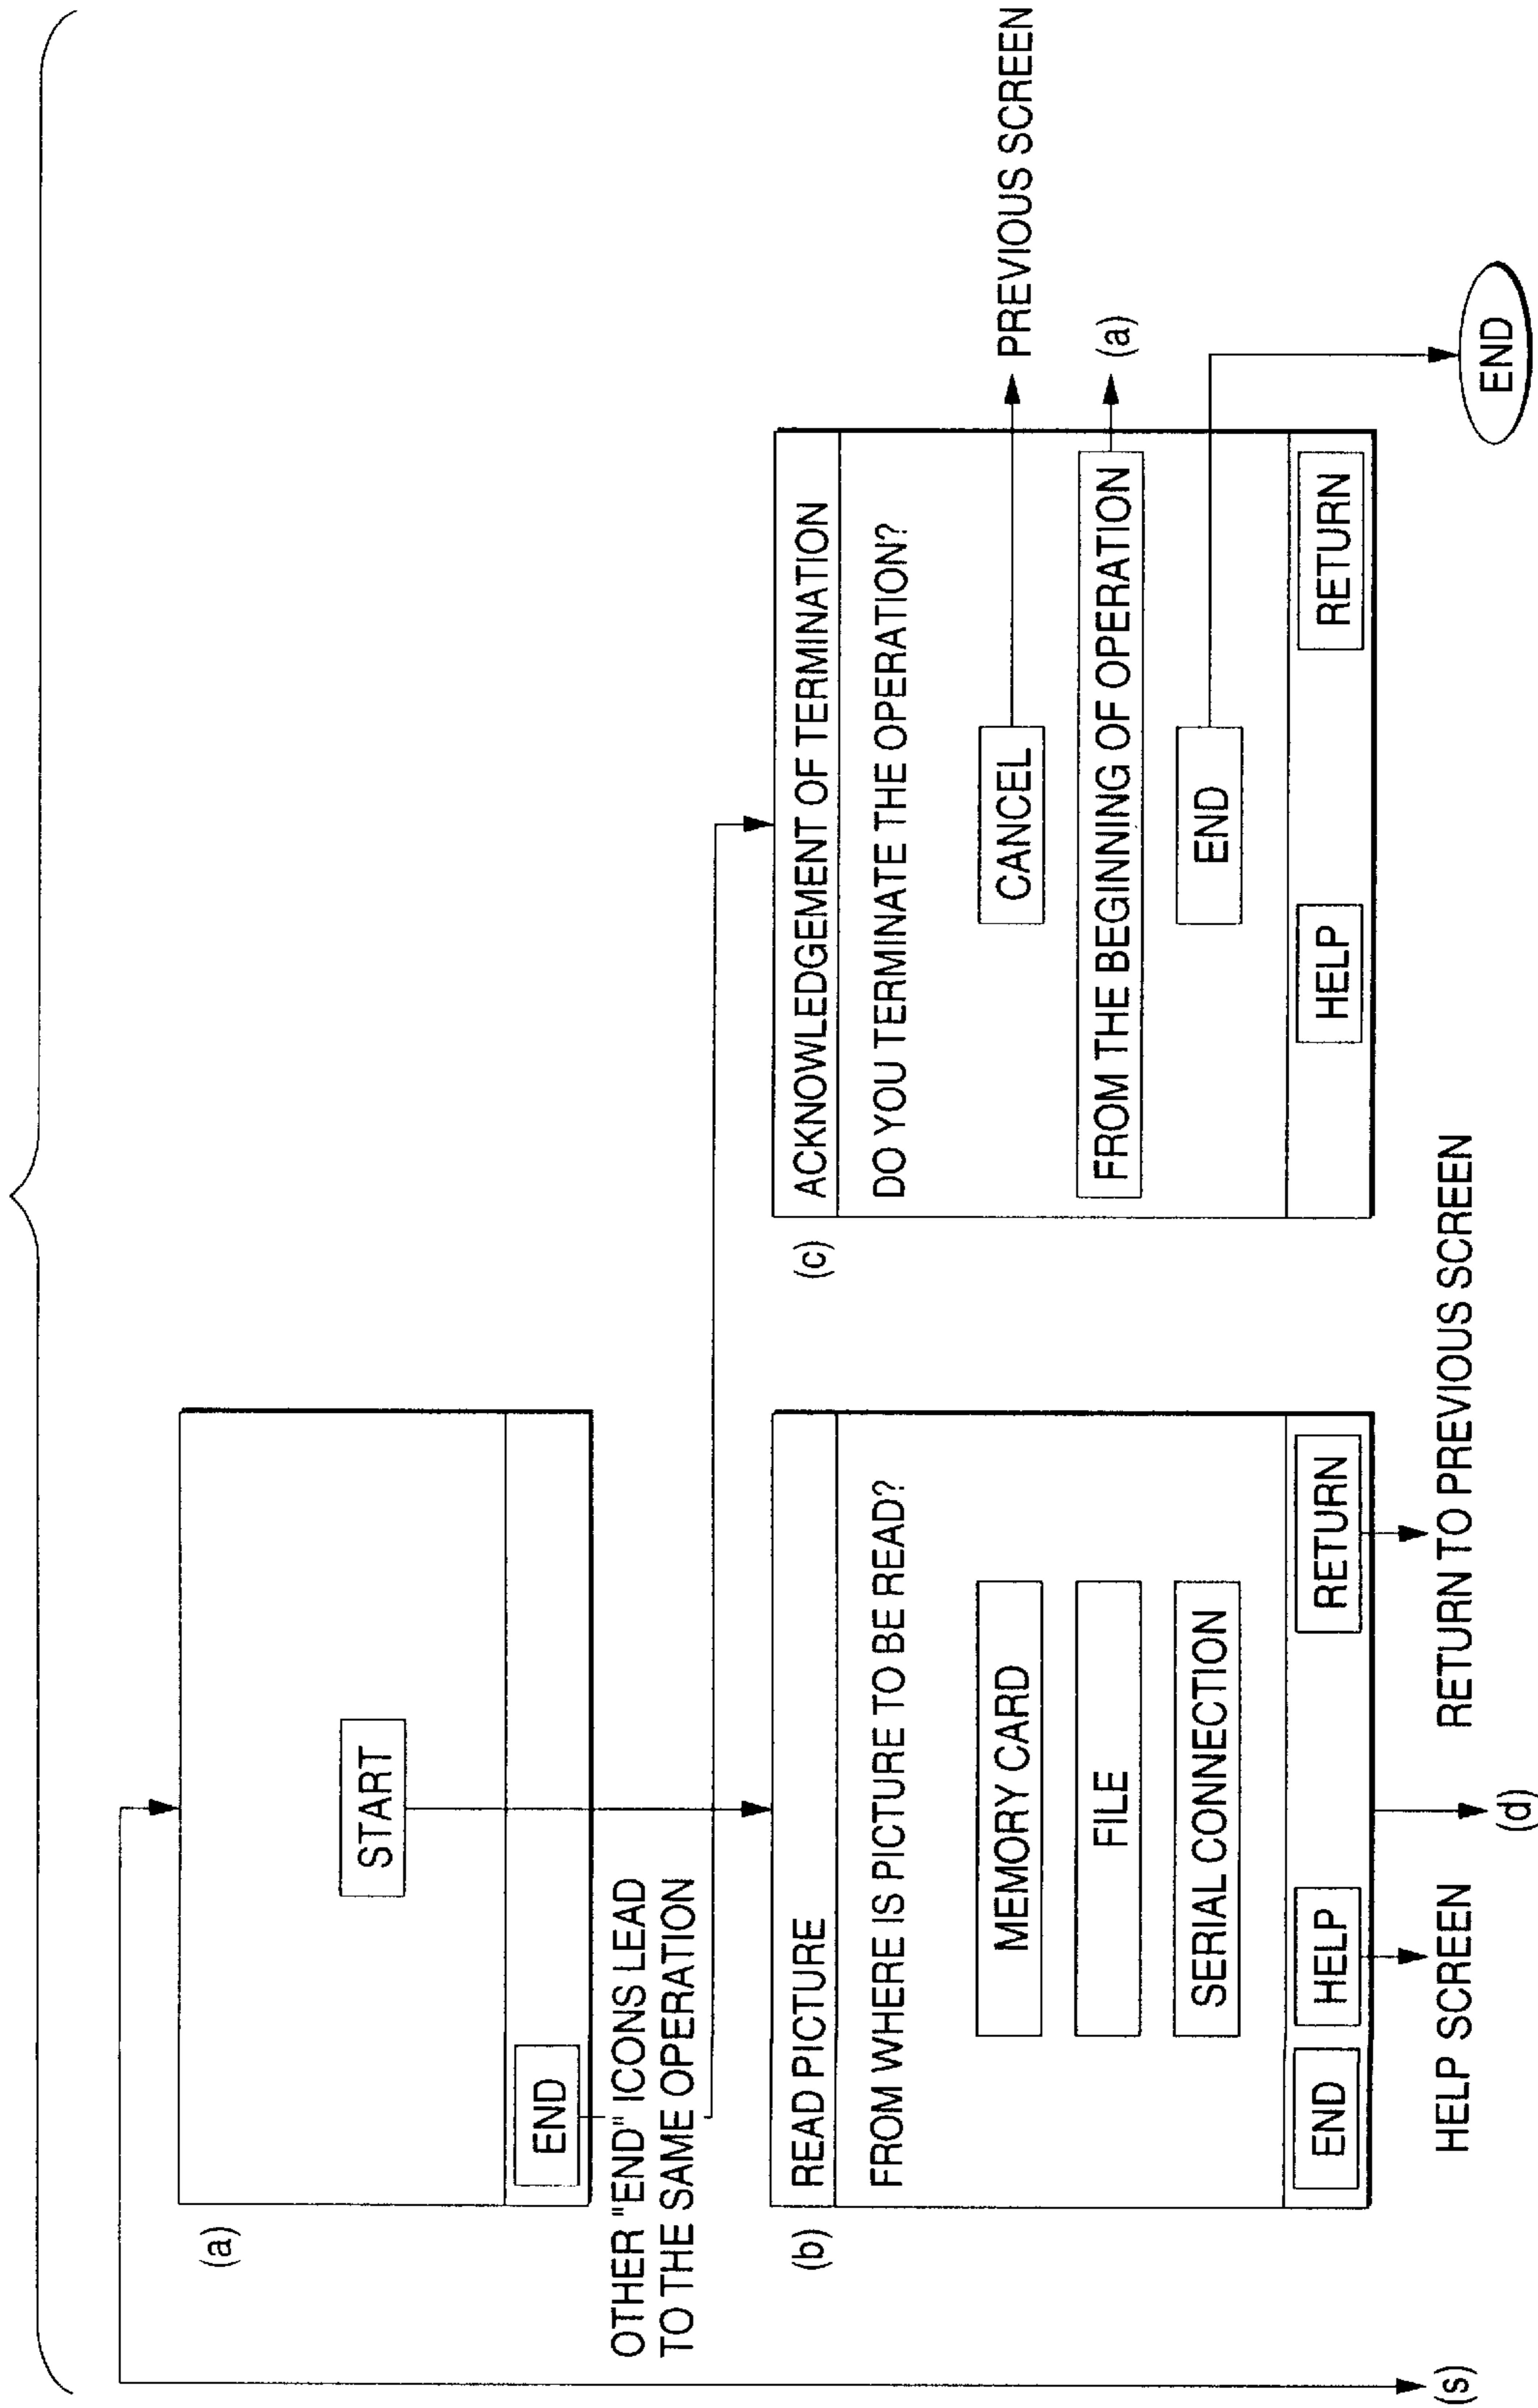 (a)
START
END
OTHER "END" ICONS LEAD
TO THE SAME OPERATION
(b)
READ PICTURE
FROM WHERE IS PICTURE TO BE READ?
MEMORY CARD
FILE
SERIAL CONNECTION
END HELP RETURN
HELP SCREEN
RETURN TO PREVIOUS SCREEN
(s)
(d)
(c)
ACKNOWLEDGEMENT OF TERMINATION
DO YOU TERMINATE THE OPERATION?
CANCEL
PREVIOUS SCREEN
FROM THE BEGINNING OF OPERATION
(a)
END
HELP RETURN
END